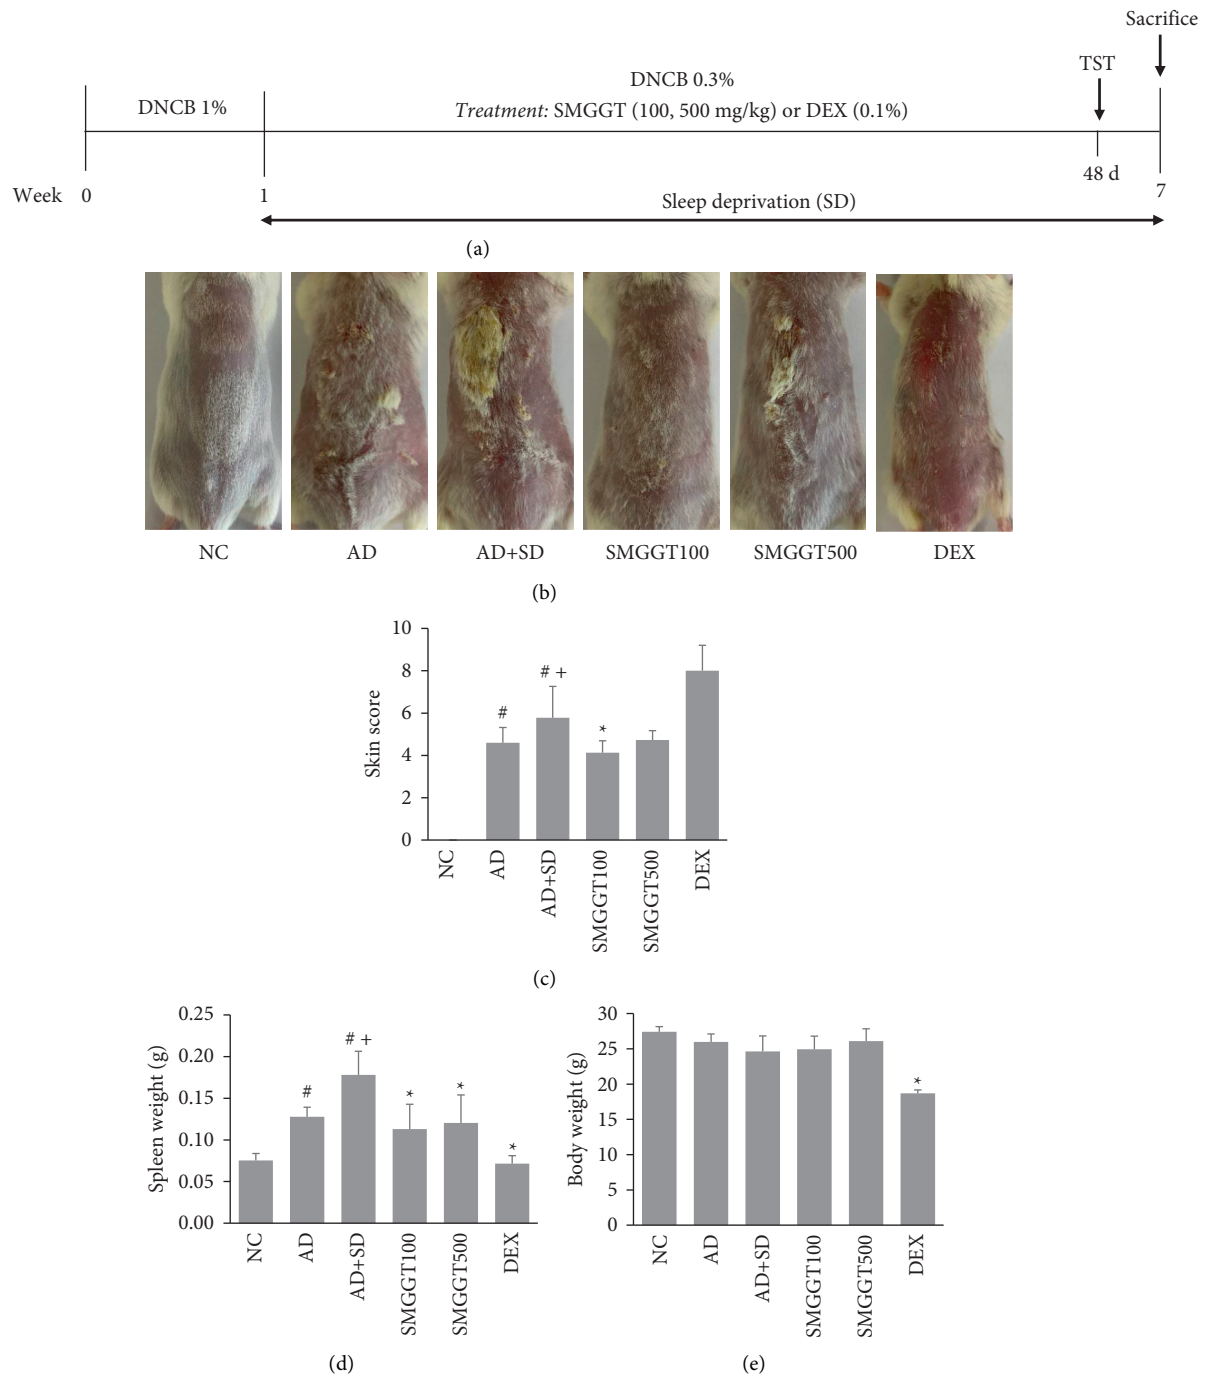 Sacrifice
DNCB 1%
DNCB 0.3%
TST
Treatment: SMGGT (100, 500 mg/kg) or DEX (0.1%)
48 d
Week 0 1 7
Sleep deprivation (SD)
(a)
NC AD AD+SD SMGGT100 SMGGT500 DEX
(b)
Skin score
10
8
6
4
2
0
# # + *
NC AD AD+SD SMGGT100 SMGGT500 DEX
(c)
Spleen weight (g)
0.25
0.20
0.15
0.10
0.05
0.00
# # + * * *
NC AD AD+SD SMGGT100 SMGGT500 DEX
(d)
Body weight (g)
30
25
20
15
10
5
0
*
NC AD AD+SD SMGGT100 SMGGT500 DEX
(e)